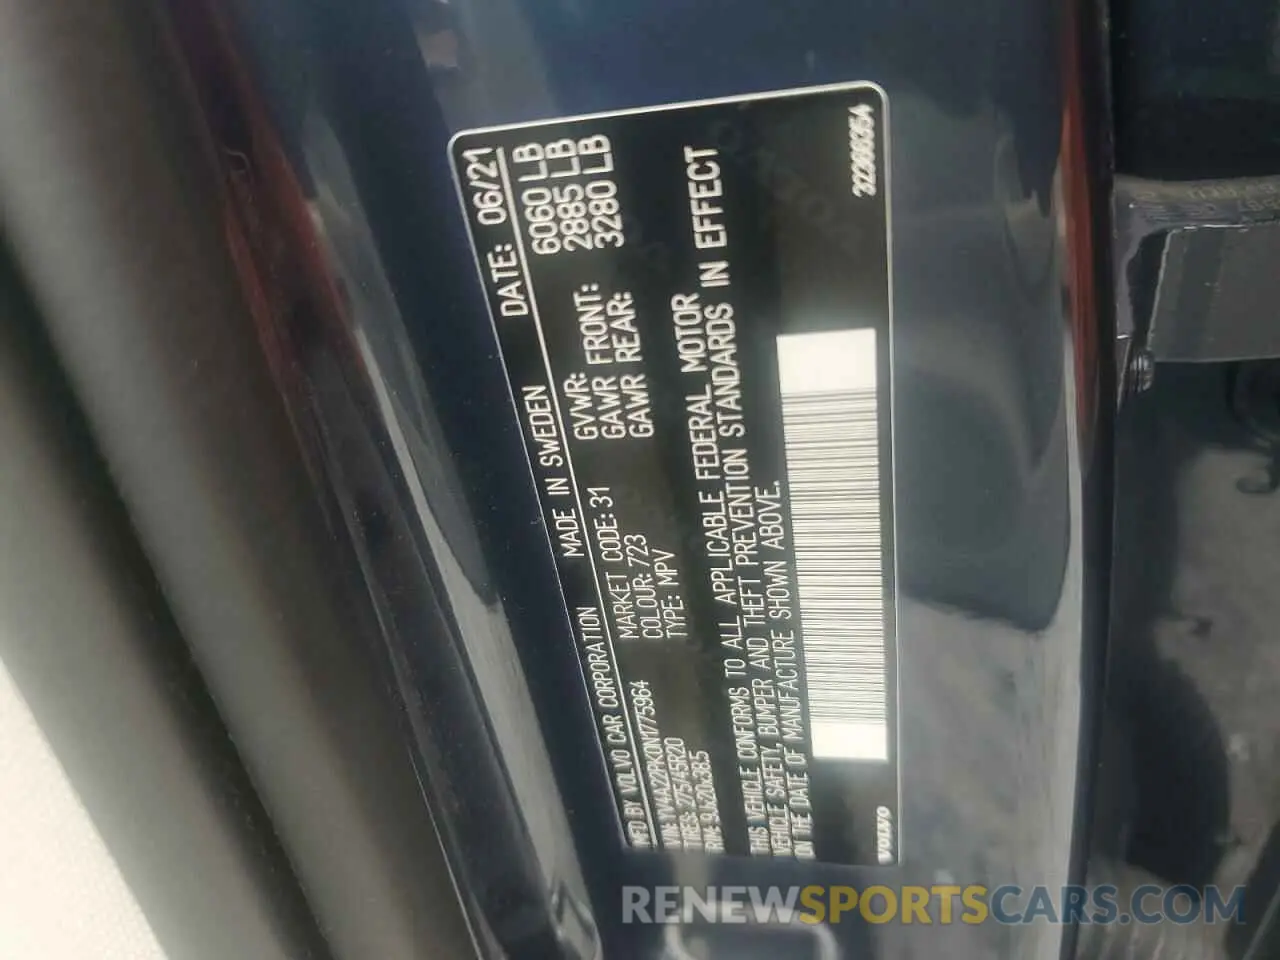 MFD BY VOLVO CAR CORPORATION MADE IN SWEDEN DATE: 06/21
VIN: YV4A22PK0N1775964 MARKET CODE: 31 GVWR: 6060 LB
TIRES: 275/45R20 COLOUR: 723 GAWR FRONT: 2885 LB
RIM: 9Jx20x38.5 TYPE: MPV GAWR REAR: 3280 LB
THIS VEHICLE CONFORMS TO ALL APPLICABLE FEDERAL MOTOR
VEHICLE SAFETY, BUMPER AND THEFT PREVENTION STANDARDS IN EFFECT
ON THE DATE OF MANUFACTURE SHOWN ABOVE.
VOLVO
RENEWSPORTSCARS.COM